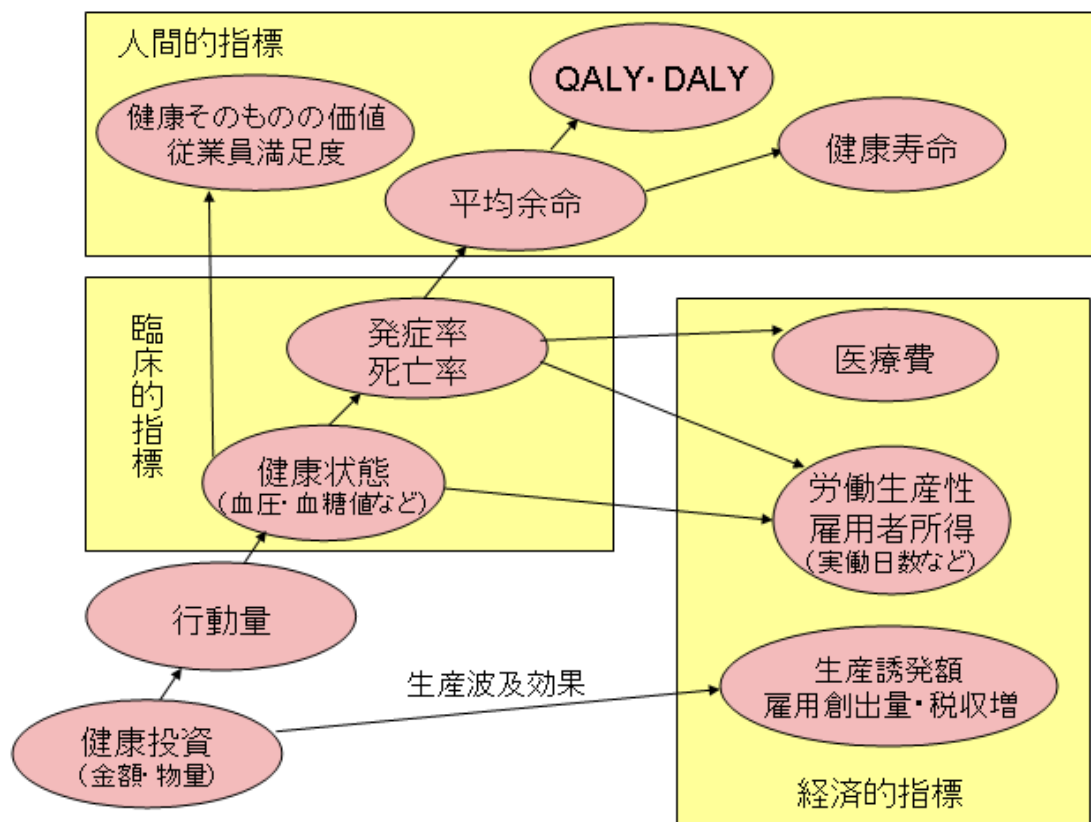 人間的指標
QALY・DALY
健康そのものの価値
従業員満足度
健康寿命
平均余命
臨床的指標
発症率
死亡率
医療費
健康状態
(血圧・血糖値など)
労働生産性
雇用者所得
(実働日数など)
行動量
生産波及効果
生産誘発額
雇用創出量・税収増
健康投資
(金額・物量)
経済的指標